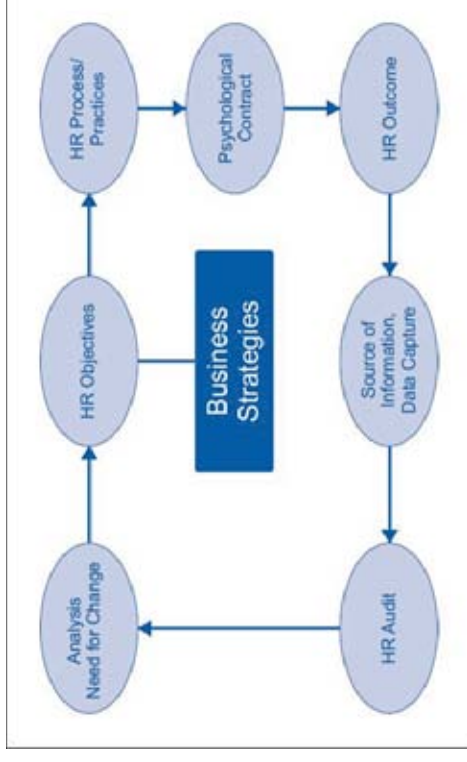 Analysis
Need for Change
HR Objectives
HR Process/
Practices
Business
Strategies
Psychological
Contract
HR Audit
Source of
Information,
Data Capture
HR Outcome